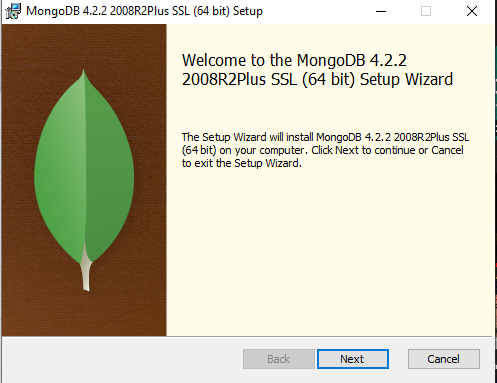 MongoDB 4.2.2 2008R2Plus SSL (64 bit) Setup
Welcome to the MongoDB 4.2.2
2008R2Plus SSL (64 bit) Setup Wizard
The Setup Wizard will install MongoDB 4.2.2 2008R2Plus SSL
(64 bit) on your computer. Click Next to continue or Cancel
to exit the Setup Wizard.
Back
Next
Cancel